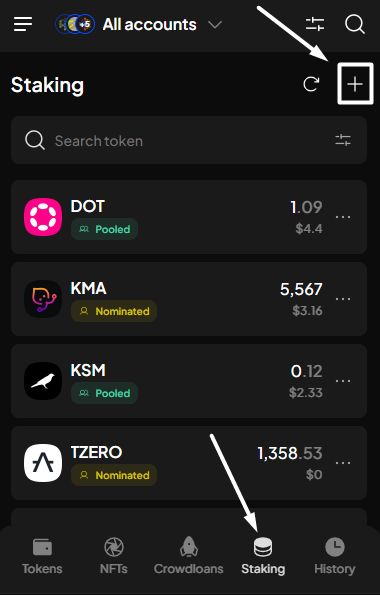 +5 All accounts
Staking
Search token
DOT 1.09
Pooled $4.4
KMA 5,567
Nominated $3.16
KSM 0.12
Pooled $2.33
TZERO 1,358.53
Nominated $0
Tokens NFTs Crowdloans Staking History